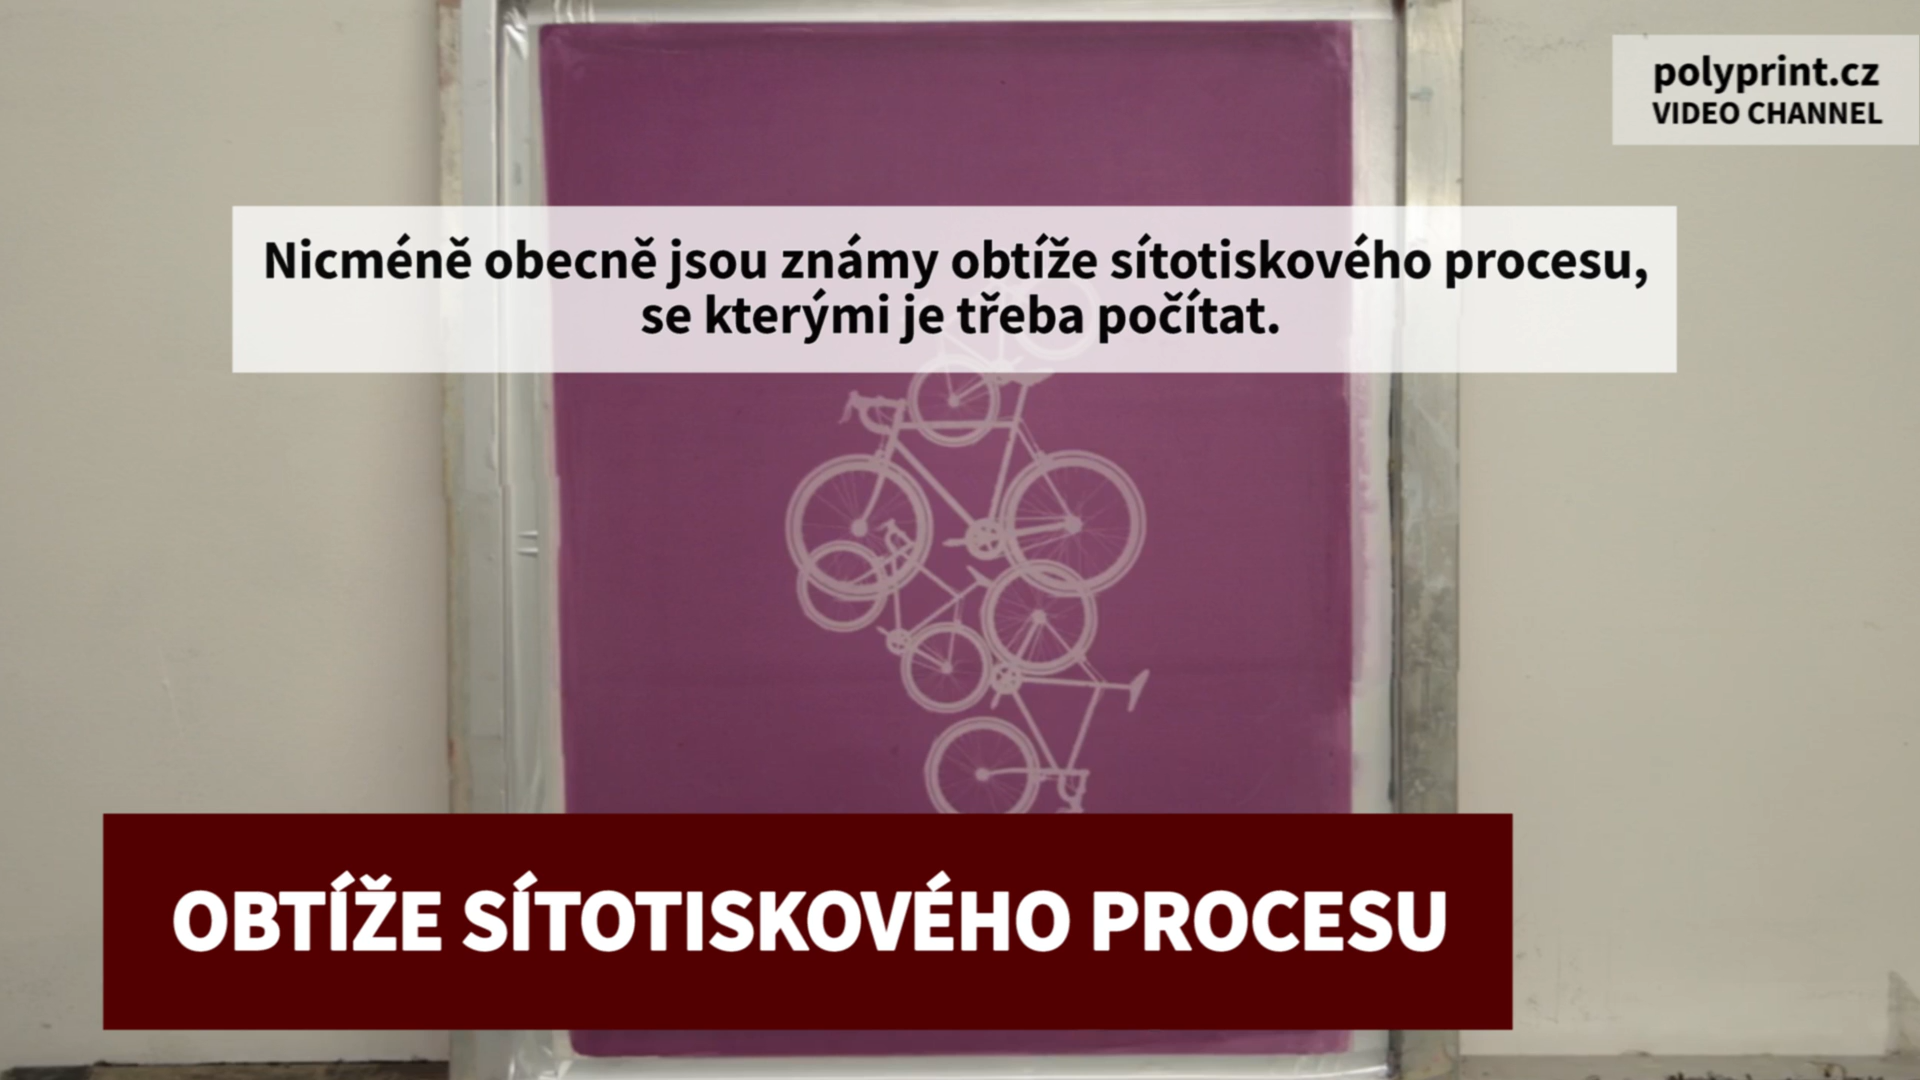 polyprint.cz
VIDEO CHANNEL
Nicméně obecně jsou známy obtíže sítotiskového procesu,
se kterými je třeba počítat.
OBTÍŽE SÍTOTISKOVÉHO PROCESU